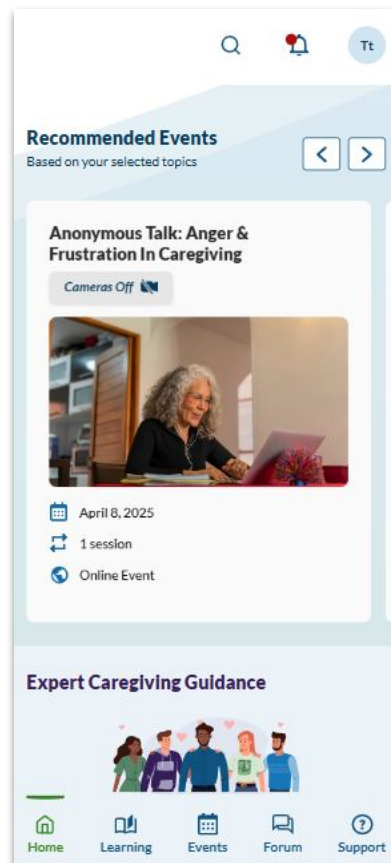 Tt
Recommended Events
Based on your selected topics
Anonymous Talk: Anger &
Frustration In Caregiving
Cameras Off
April 8, 2025
1 session
Online Event
Expert Caregiving Guidance
Home
Learning
Events
Forum
Support